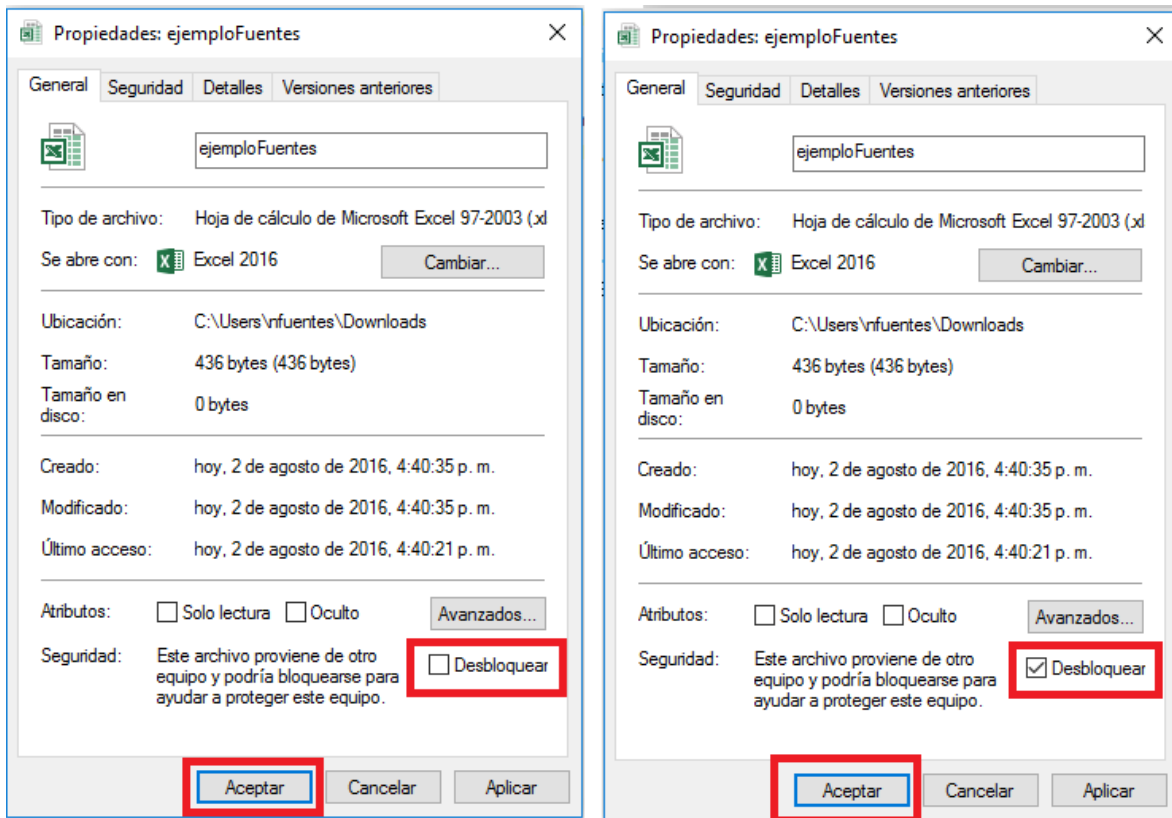 Propiedades: ejemploFuentes
General Seguridad Detalles Versiones anteriores
ejemploFuentes
Tipo de archivo: Hoja de cálculo de Microsoft Excel 97-2003 (.xl
Se abre con: Excel 2016 Cambiar...
Ubicación: C:\Users\nfuentes\Downloads
Tamaño: 436 bytes (436 bytes)
Tamaño en
disco: 0 bytes
Creado: hoy, 2 de agosto de 2016, 4:40:35 p. m.
Modificado: hoy, 2 de agosto de 2016, 4:40:35 p. m.
Último acceso: hoy, 2 de agosto de 2016, 4:40:21 p. m.
Atributos: Solo lectura Oculto Avanzados...
Seguridad: Este archivo proviene de otro
equipo y podría bloquearse para
ayudar a proteger este equipo.
Desbloquear
Aceptar Cancelar Aplicar
Propiedades: ejemploFuentes
General Seguridad Detalles Versiones anteriores
ejemploFuentes
Tipo de archivo: Hoja de cálculo de Microsoft Excel 97-2003 (.xl
Se abre con: Excel 2016 Cambiar...
Ubicación: C:\Users\nfuentes\Downloads
Tamaño: 436 bytes (436 bytes)
Tamaño en
disco: 0 bytes
Creado: hoy, 2 de agosto de 2016, 4:40:35 p. m.
Modificado: hoy, 2 de agosto de 2016, 4:40:35 p. m.
Último acceso: hoy, 2 de agosto de 2016, 4:40:21 p. m.
Atributos: Solo lectura Oculto Avanzados...
Seguridad: Este archivo proviene de otro
equipo y podría bloquearse para
ayudar a proteger este equipo.
Desbloquear
Aceptar Cancelar Aplicar